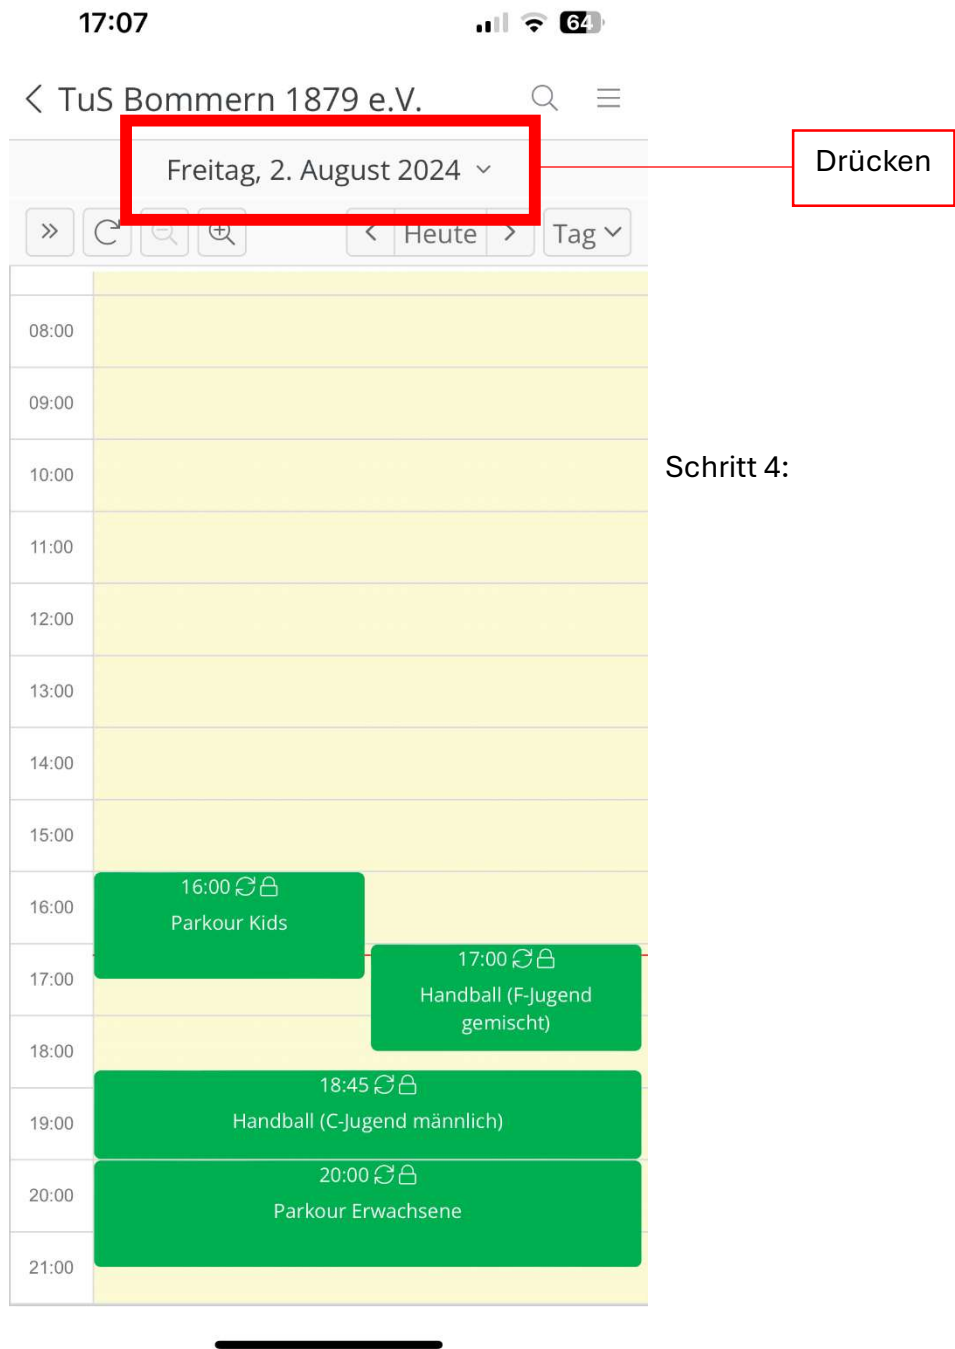 17:07
64
TuS Bommern 1879 e.V.
Freitag, 2. August 2024
Drücken
Heute
Tag
08:00
09:00
10:00
Schritt 4:
11:00
12:00
13:00
14:00
15:00
16:00
16:00
Parkour Kids
17:00
17:00
Handball (F-Jugend
gemischt)
18:00
18:45
Handball (C-Jugend männlich)
19:00
20:00
20:00
Parkour Erwachsene
21:00